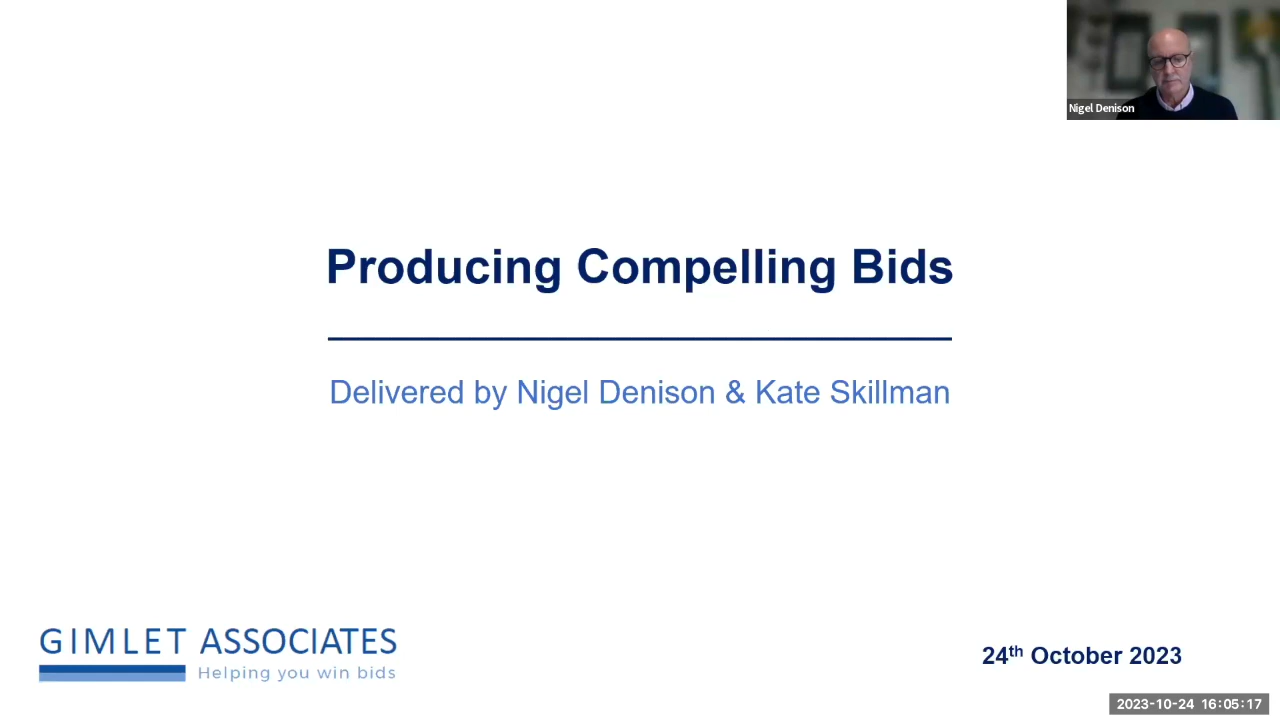 Nigel Denison
Producing Compelling Bids
Delivered by Nigel Denison & Kate Skillman
GIMLET ASSOCIATES
Helping you win bids
24th October 2023
2023-10-24 16:05:17